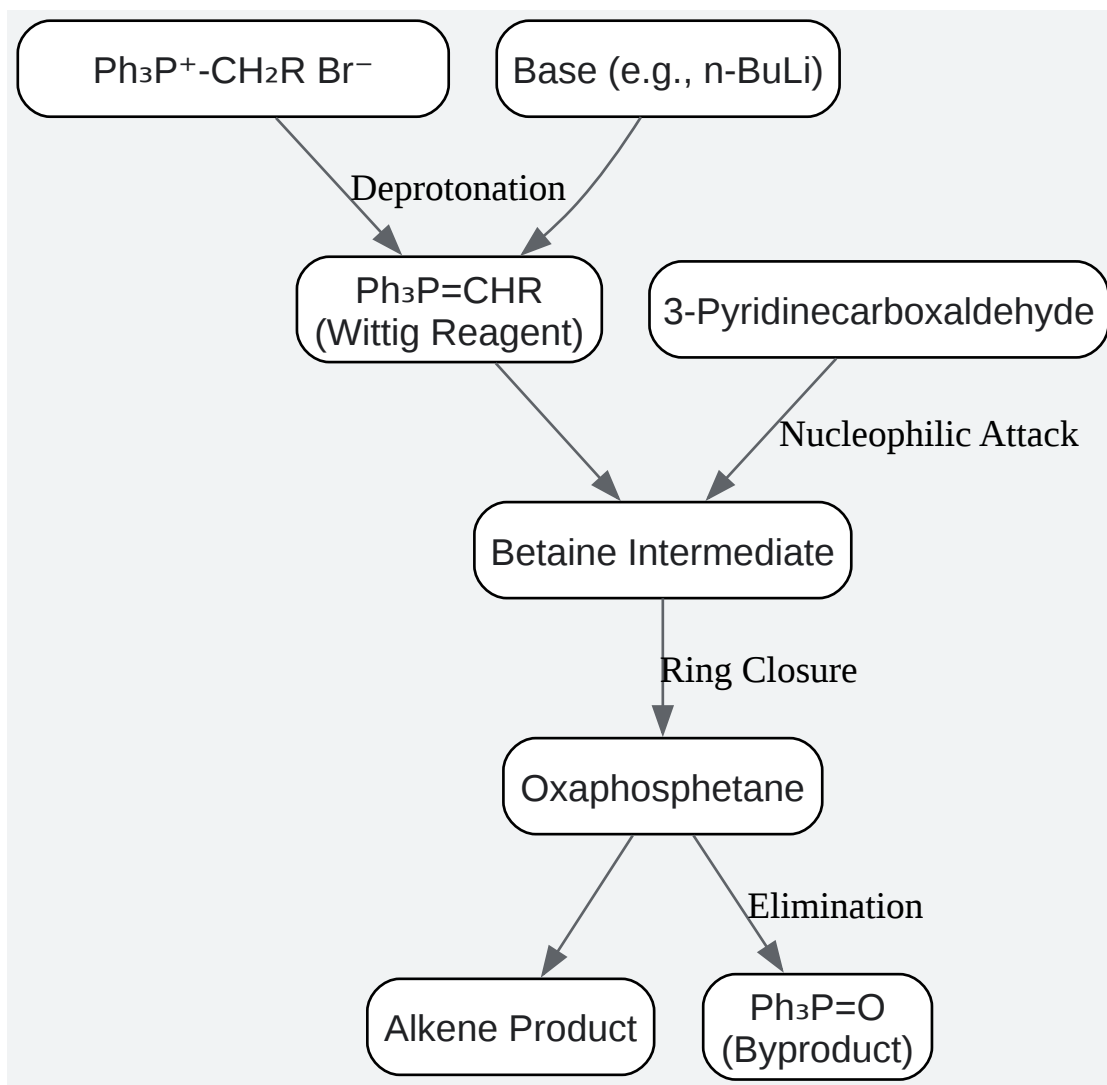 Ph₃P⁺-CH₂R Br⁻
Base (e.g., n-BuLi)
Deprotonation
Ph₃P=CHR
(Wittig Reagent)
3-Pyridinecarboxaldehyde
Nucleophilic Attack
Betaine Intermediate
Ring Closure
Oxaphosphetane
Elimination
Alkene Product
Ph₃P=O
(Byproduct)